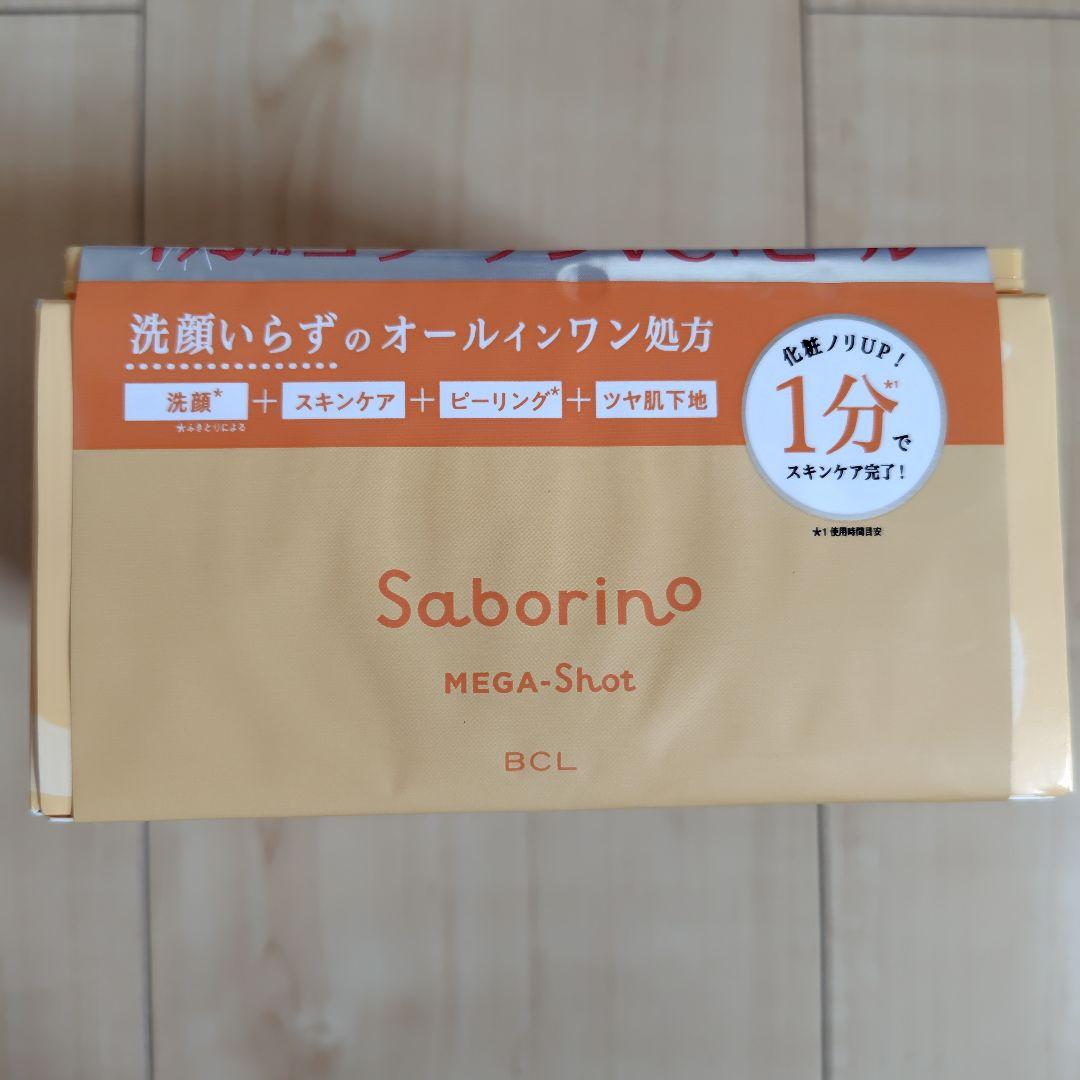 洗顔いらずのオールインワン処方
洗顔*+スキンケア+ピーリング*+ツヤ肌下地
★ふきとりによる
化粧ノリUP!
1分★1で
スキンケア完了!
★1 使用時間目安
Saborino
MEGA-Shot
BCL